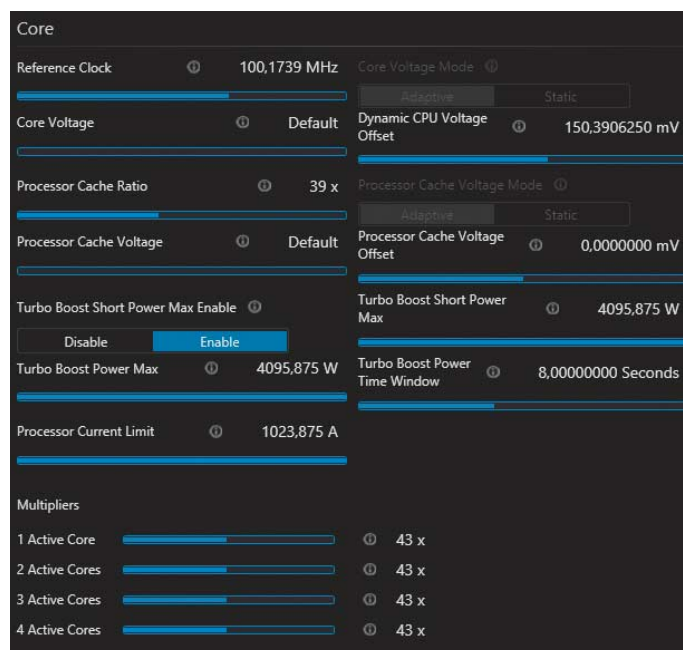 Core
Reference Clock 100,1739 MHz
Core Voltage Mode
Adaptive Static
Core Voltage Default
Dynamic CPU Voltage
Offset 150,3906250 mV
Processor Cache Ratio 39 x
Processor Cache Voltage Mode
Adaptive Static
Processor Cache Voltage Default
Processor Cache Voltage
Offset 0,0000000 mV
Turbo Boost Short Power Max Enable
Disable Enable
Turbo Boost Short Power
Max 4095,875 W
Turbo Boost Power Max 4095,875 W
Turbo Boost Power
Time Window 8,00000000 Seconds
Processor Current Limit 1023,875 A
Multipliers
1 Active Core 43 x
2 Active Cores 43 x
3 Active Cores 43 x
4 Active Cores 43 x